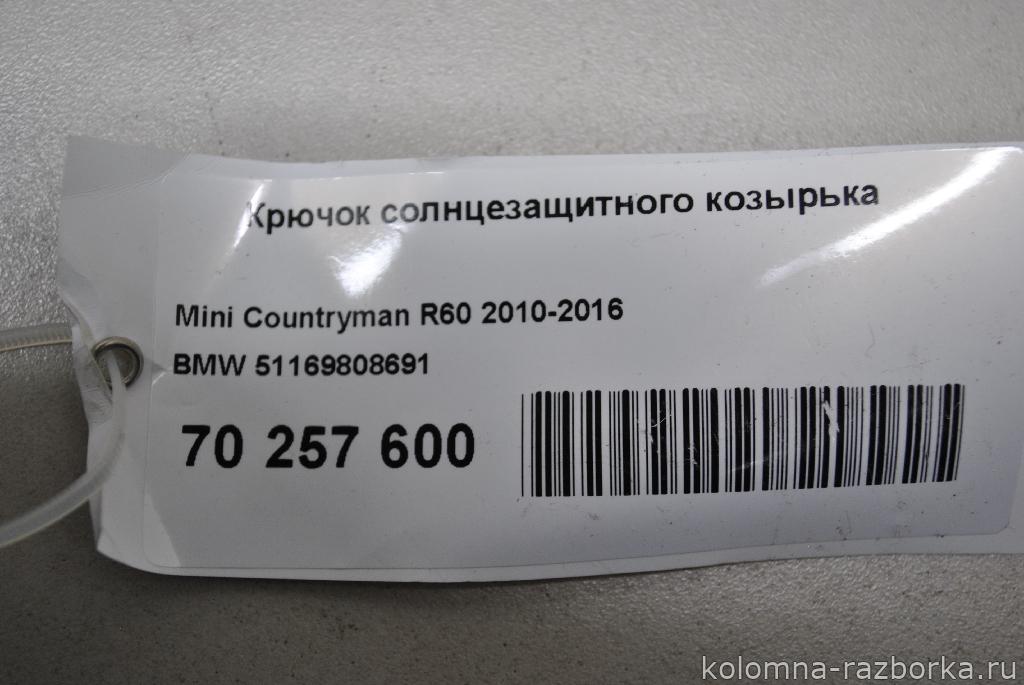 Крючок солнцезащитного козырька
Mini Countryman R60 2010-2016
BMW 51169808691
70 257 600
kolomna-razborka.ru